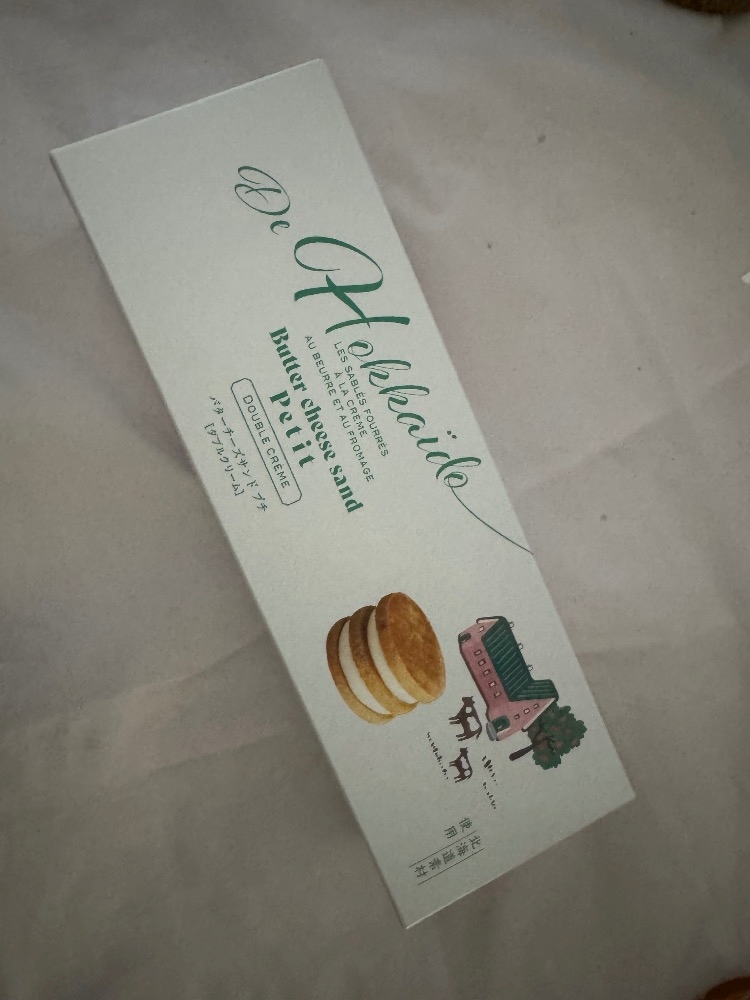 De Hokkaïdo
LES SABLÉS FOURRÉS
À LA CRÈME
AU BEURRE ET AU FROMAGE
Butter cheese sand
Petit
DOUBLE CRÈME
バターチーズサンド プチ
[ダブルクリーム]
北海道素材
使用